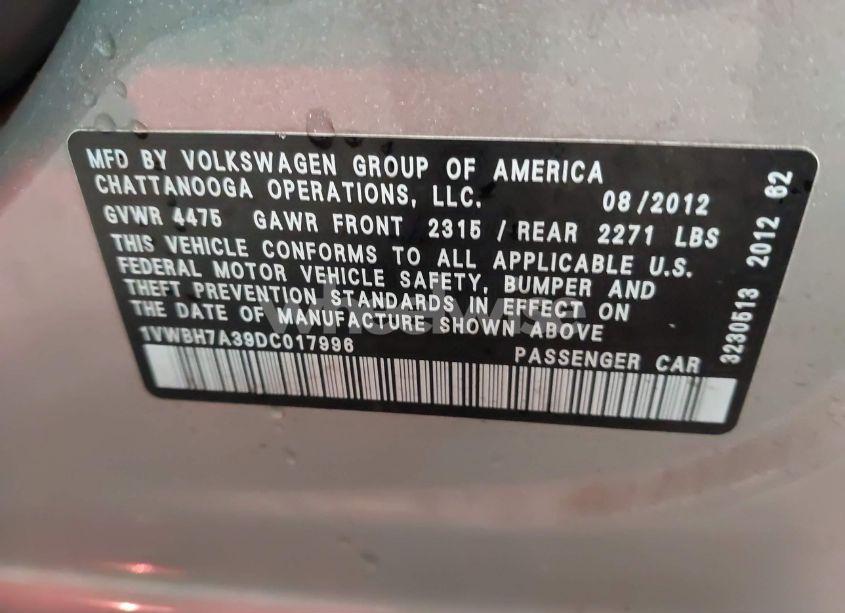 MFD BY VOLKSWAGEN GROUP OF AMERICA
CHATTANOOGA OPERATIONS, LLC. 08/2012
GVWR 4475 GAWR FRONT 2315 / REAR 2271 LBS
THIS VEHICLE CONFORMS TO ALL APPLICABLE U.S.
FEDERAL MOTOR VEHICLE SAFETY, BUMPER AND
THEFT PREVENTION STANDARDS IN EFFECT ON
THE DATE OF MANUFACTURE SHOWN ABOVE
1VWBH7A39DC017996 PASSENGER CAR
3230513 2012 62